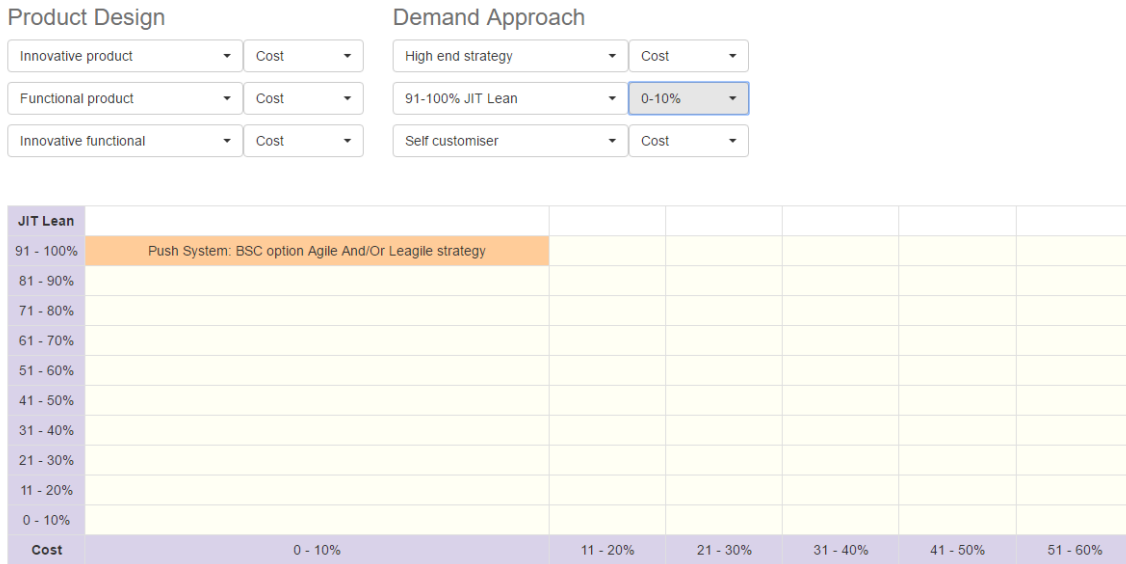 Product Design Demand Approach
Innovative product Cost High end strategy Cost
Functional product Cost 91-100% JIT Lean 0-10%
Innovative functional Cost Self customiser Cost
JIT Lean
91 - 100% Push System: BSC option Agile And/Or Leagile strategy
81 - 90%
71 - 80%
61 - 70%
51 - 60%
41 - 50%
31 - 40%
21 - 30%
11 - 20%
0 - 10%
Cost 0 - 10% 11 - 20% 21 - 30% 31 - 40% 41 - 50% 51 - 60%